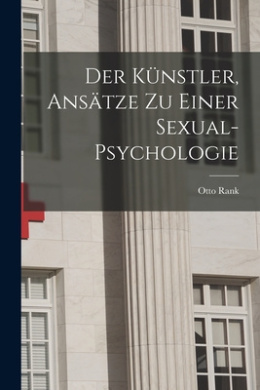 Der Künstler,
Ansätze Zu Einer
Sexual-
Psychologie
Otto Rank